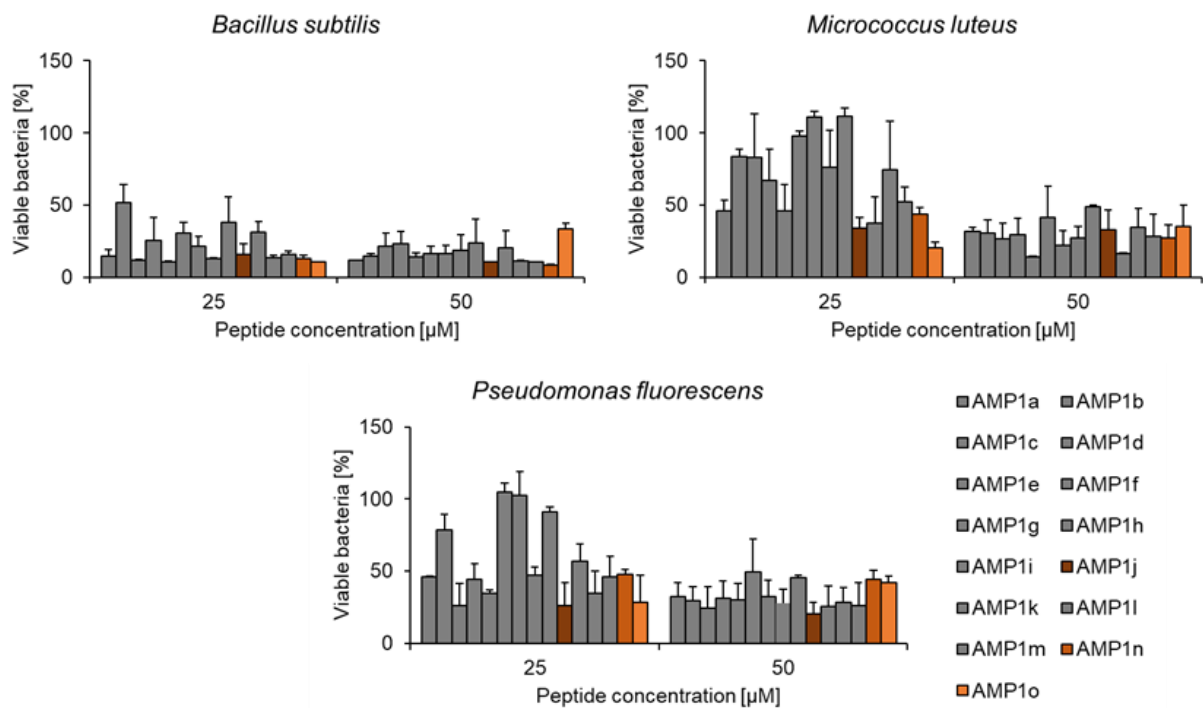 Bacillus subtilis
Micrococcus luteus
150
100
50
0
Viable bacteria [%]
25 50
Peptide concentration [µM]
150
100
50
0
Viable bacteria [%]
25 50
Peptide concentration [µM]
Pseudomonas fluorescens
150
100
50
0
Viable bacteria [%]
25 50
Peptide concentration [µM]
AMP1a AMP1b
AMP1c AMP1d
AMP1e AMP1f
AMP1g AMP1h
AMP1i AMP1j
AMP1k AMP1l
AMP1m AMP1n
AMP1o